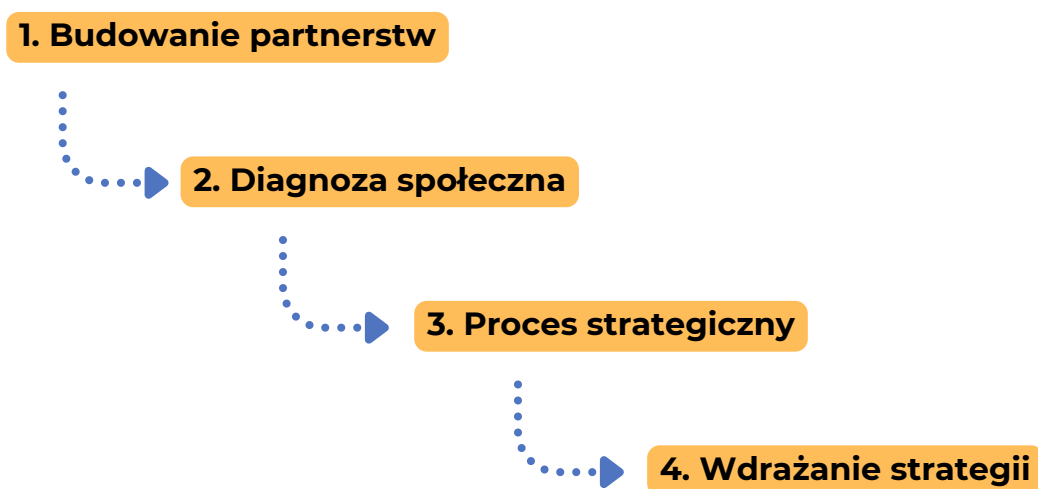 1. Budowanie partnerstw
2. Diagnoza społeczna
3. Proces strategiczny
4. Wdrażanie strategii